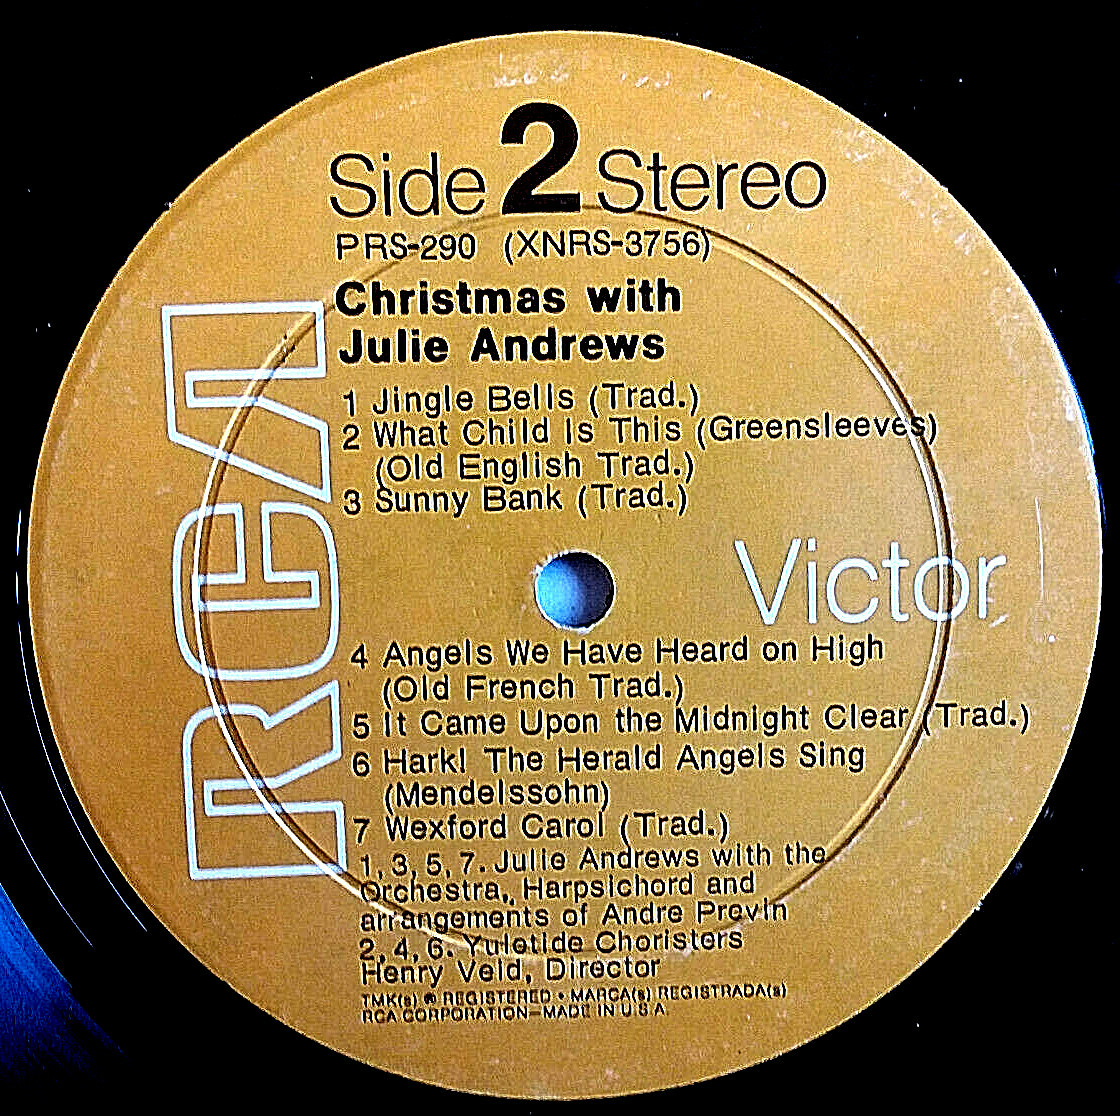 Side 2 Stereo
PRS-290 (XNRS-3756)
Christmas with
Julie Andrews
1 Jingle Bells (Trad.)
2 What Child Is This (Greensleeves)
(Old English Trad.)
3 Sunny Bank (Trad.)
RCA
Victor
4 Angels We Have Heard on High
(Old French Trad.)
5 It Came Upon the Midnight Clear (Trad.)
6 Hark! The Herald Angels Sing
(Mendelssohn)
7 Wexford Carol (Trad.)
1, 3, 5, 7. Julie Andrews with the
Orchestra, Harpsichord and
arrangements of Andre Previn
2, 4, 6. Yuletide Choristers
Henry Veld, Director
TMK(s) ® REGISTERED • MARCA(s) REGISTRADA(s)
RCA CORPORATION–MADE IN U.S.A.